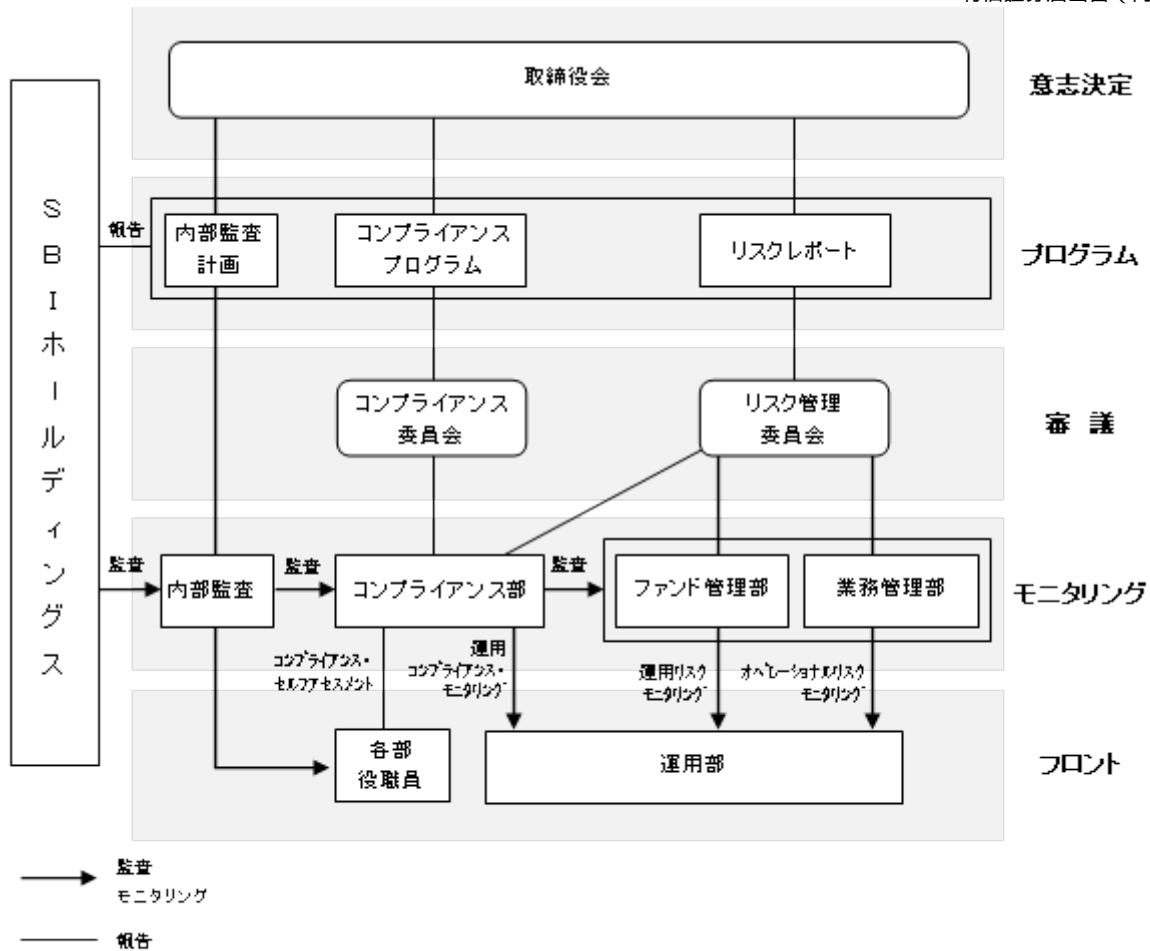 取締役会
意志決定
SBIホールディングス
報告
内部監査
計画
コンプライアンス
プログラム
リスクレポート
プログラム
コンプライアンス
委員会
リスク管理
委員会
審 議
監査
内部監査
監査
コンプライアンス部
監査
ファンド管理部
業務管理部
モニタリング
コンプライアンス・
セルフアセスメント
運用
コンプライアンス・
モニタリング
運用リスク
モニタリング
オペレーショナルリスク
モニタリング
各部
役職員
運用部
フロント
監査
モニタリング
報告